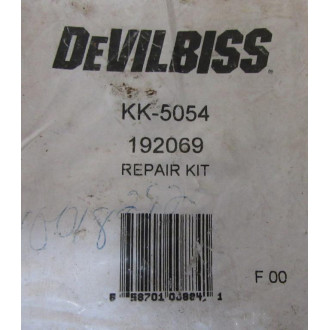 DEVILBISS
KK-5054
192069
REPAIR KIT
F 00